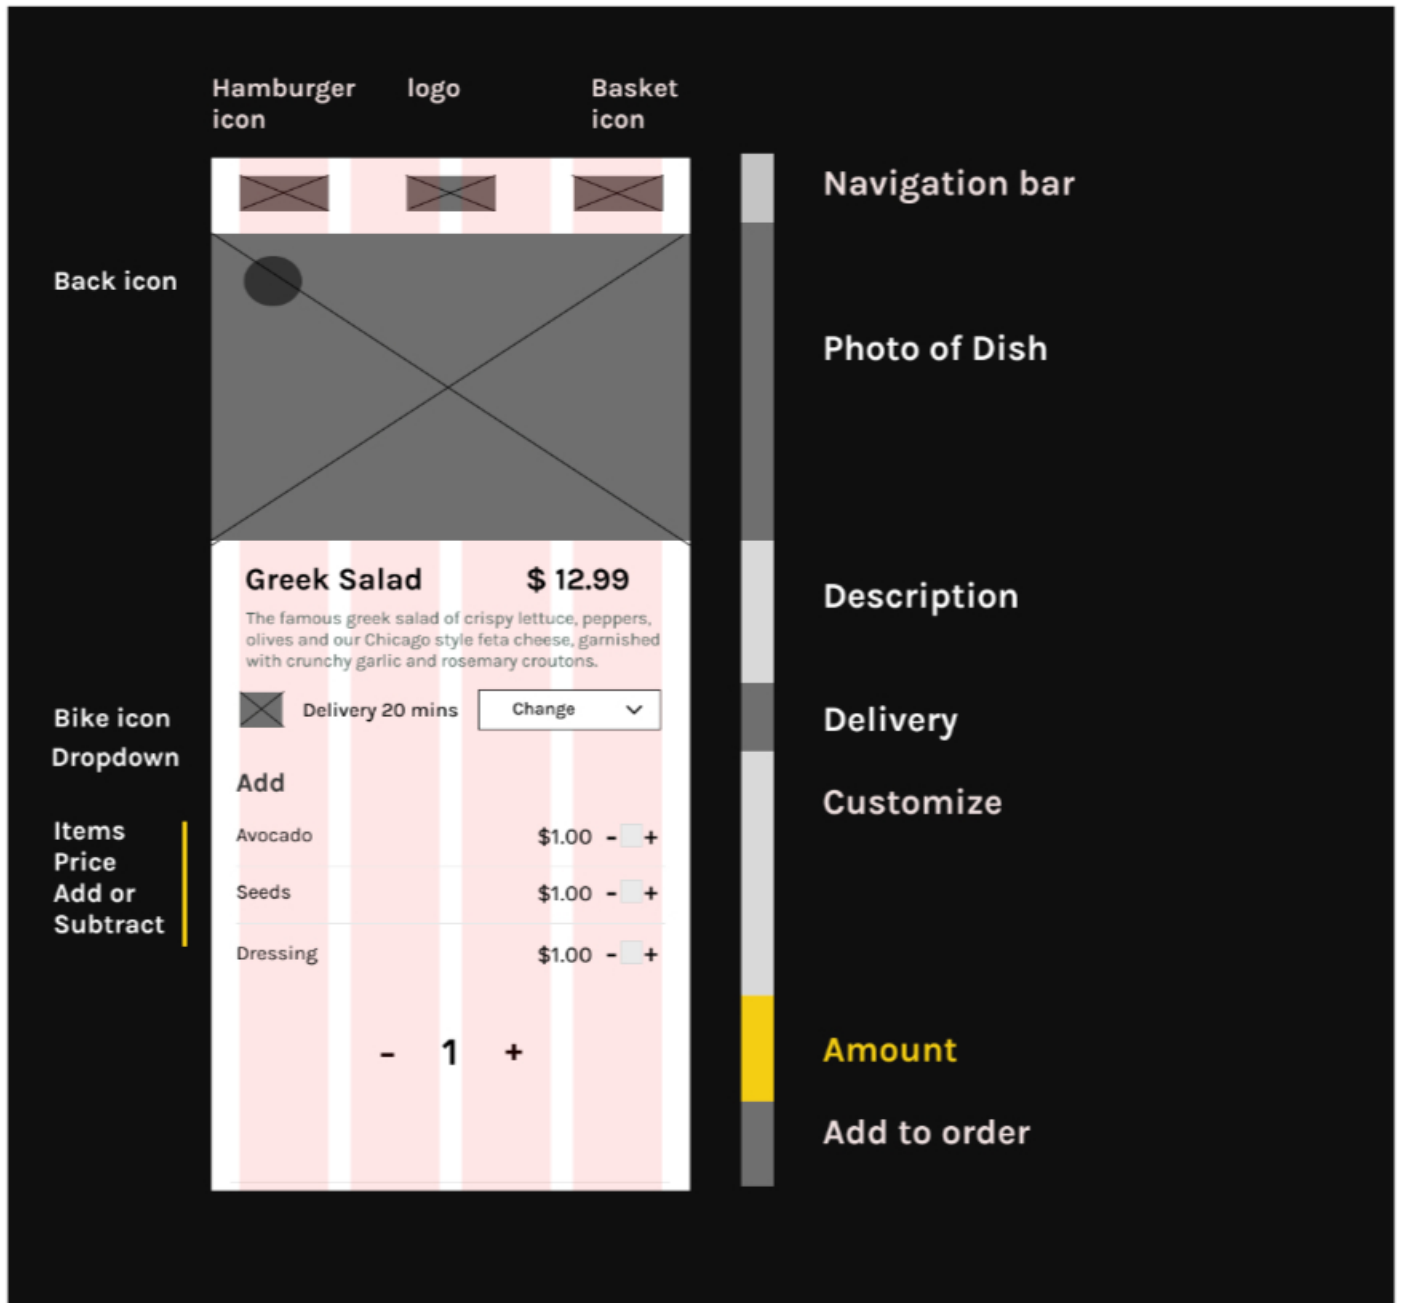 Hamburger icon
logo
Basket icon
Navigation bar
Back icon
Photo of Dish
Greek Salad $ 12.99
The famous greek salad of crispy lettuce, peppers,
olives and our Chicago style feta cheese, garnished
with crunchy garlic and rosemary croutons.
Description
Bike icon
Dropdown
Delivery 20 mins Change
Delivery
Add
Customize
Items
Price
Add or
Subtract
Avocado $1.00 - +
Seeds $1.00 - +
Dressing $1.00 - +
- 1 +
Amount
Add to order